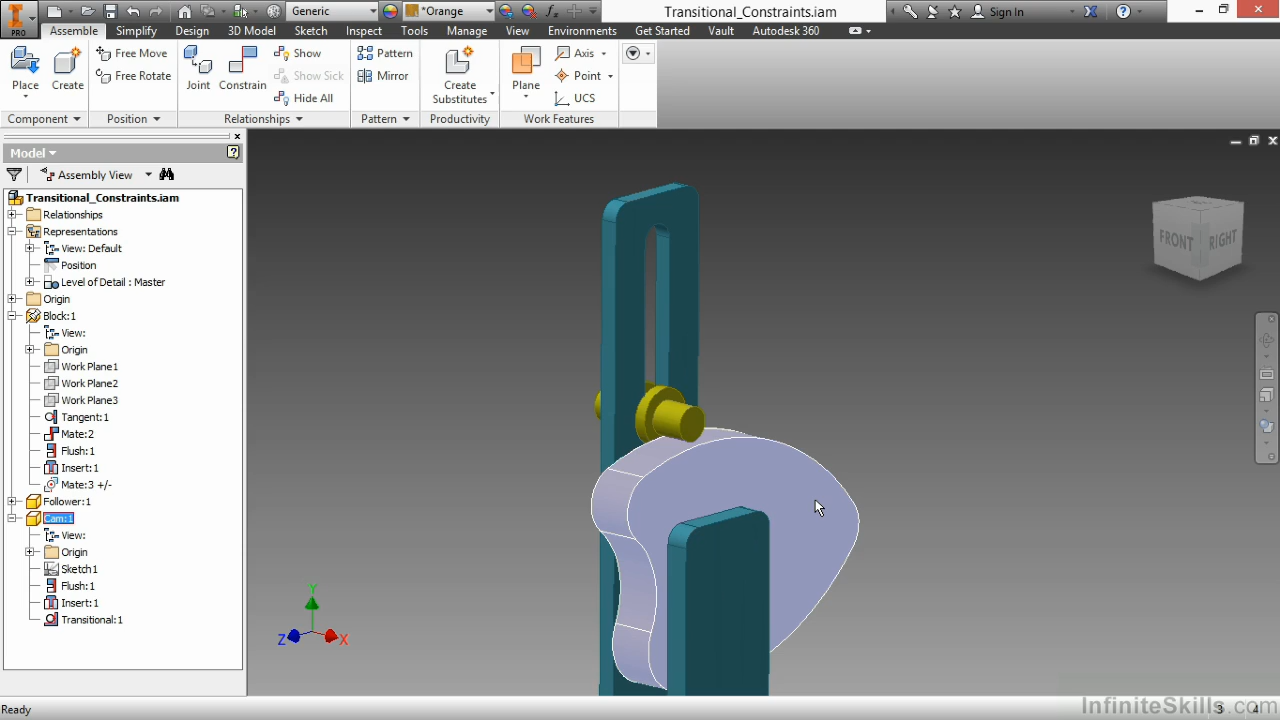 PRO
Generic
*Orange
Transitional_Constraints.iam
Sign In
Assemble Simplify Design 3D Model Sketch Inspect Tools Manage View Environments Get Started Vault Autodesk 360
Place
Create
Free Move
Free Rotate
Joint
Constrain
Show
Show Sick
Hide All
Pattern
Mirror
Create
Substitutes
Plane
Axis
Point
UCS
Component Position Relationships Pattern Productivity Work Features
Model
Assembly View
Transitional_Constraints.iam
Relationships
Representations
View: Default
Position
Level of Detail : Master
Origin
Block:1
View:
Origin
Work Plane1
Work Plane2
Work Plane3
Tangent:1
Mate:2
Flush:1
Insert:1
Mate:3 +/-
Follower:1
Cam:1
View:
Origin
Sketch1
Flush:1
Insert:1
Transitional:1
FRONT RIGHT
Y
Z X
Ready
3 4
InfiniteSkills.com